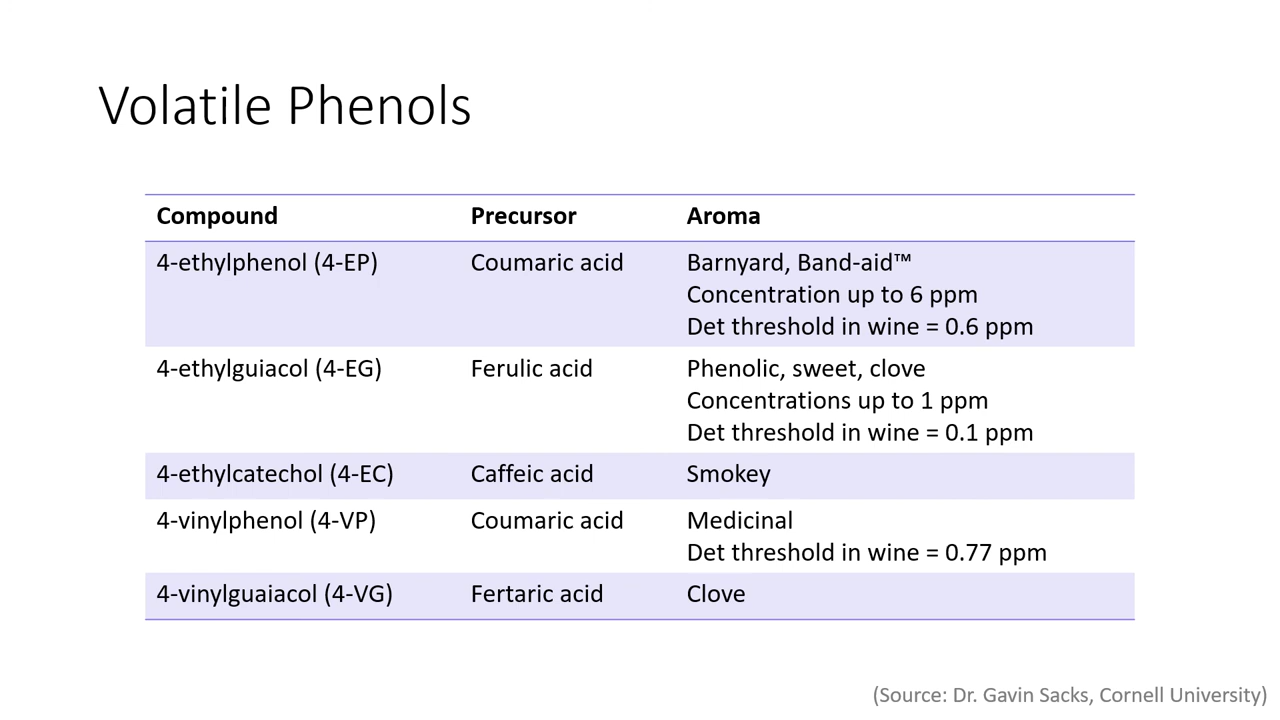 Volatile Phenols
Compound Precursor Aroma
4-ethylphenol (4-EP) Coumaric acid Barnyard, Band-aid™
Concentration up to 6 ppm
Det threshold in wine = 0.6 ppm
4-ethylguiacol (4-EG) Ferulic acid Phenolic, sweet, clove
Concentrations up to 1 ppm
Det threshold in wine = 0.1 ppm
4-ethylcatechol (4-EC) Caffeic acid Smokey
4-vinylphenol (4-VP) Coumaric acid Medicinal
Det threshold in wine = 0.77 ppm
4-vinylguaiacol (4-VG) Fertaric acid Clove
(Source: Dr. Gavin Sacks, Cornell University)